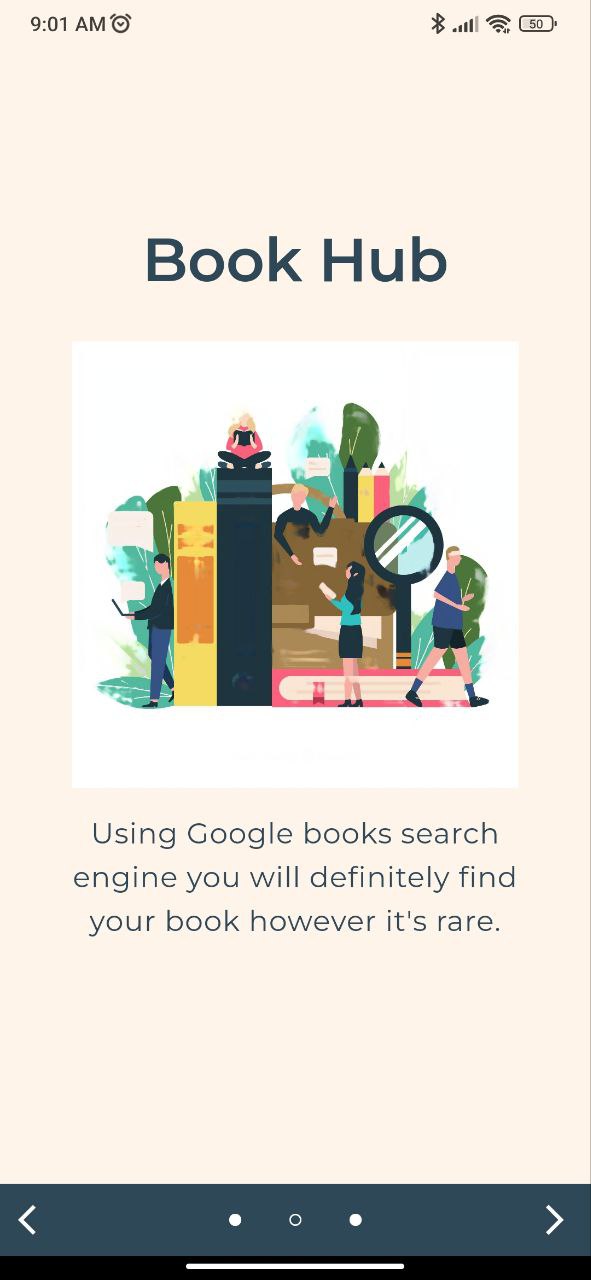 9:01 AM
50
Book Hub
Using Google books search
engine you will definitely find
your book however it's rare.